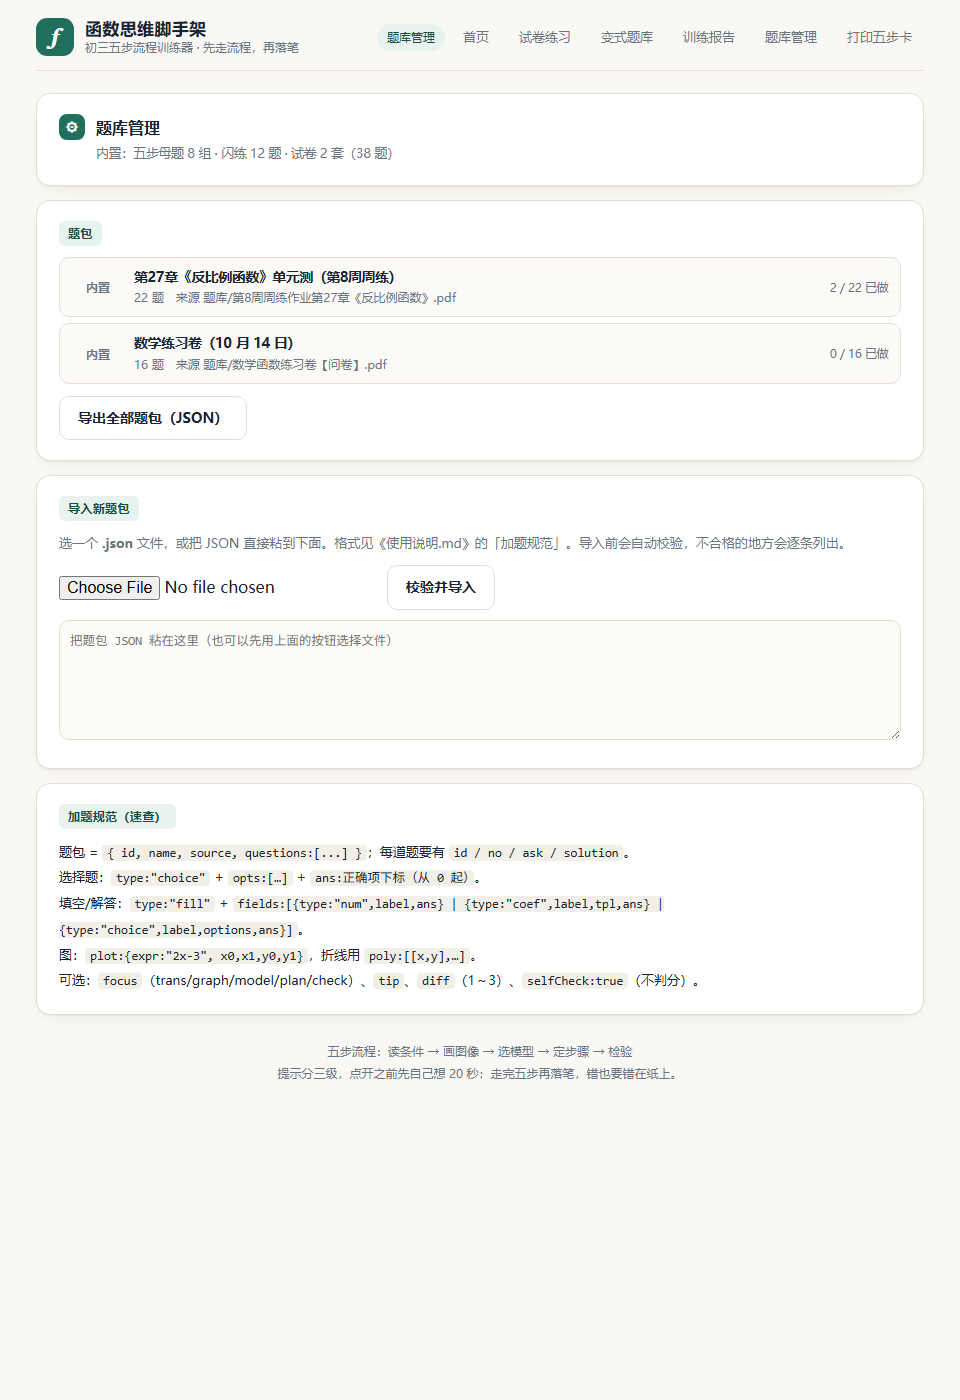 f 函数思维脚手架
初三五步流程训练器 · 先走流程，再落笔
题库管理 首页 试卷练习 变式题库 训练报告 题库管理 打印五步卡
题库管理
内置：五步母题 8 组 · 闪练 12 题 · 试卷 2 套（38 题）
题包
内置 第27章《反比例函数》单元测（第8周周练） 2 / 22 已做
22 题 来源 题库/第8周周练作业第27章《反比例函数》.pdf
内置 数学练习卷（10 月 14 日） 0 / 16 已做
16 题 来源 题库/数学函数练习卷【问卷】.pdf
导出全部题包（JSON）
导入新题包
选一个 .json 文件，或把 JSON 直接粘到下面。格式见《使用说明.md》的「加题规范」。导入前会自动校验，不合格的地方会逐条列出。
Choose File No file chosen 校验并导入
把题包 JSON 粘在这里（也可以先用上面的按钮选择文件）
加题规范（速查）
题包 = { id, name, source, questions:[...] }；每道题要有 id / no / ask / solution。
选择题：type:"choice" + opts:[…] + ans:正确项下标（从 0 起）。
填空/解答：type:"fill" + fields:[{type:"num",label,ans} | {type:"coef",label,tpl,ans} |
{type:"choice",label,options,ans}]。
图：plot:{expr:"2x-3", x0,x1,y0,y1}，折线用 poly:[[x,y],…]。
可选：focus（trans/graph/model/plan/check）、tip、diff（1～3）、selfCheck:true（不判分）。
五步流程：读条件 → 画图像 → 选模型 → 定步骤 → 检验
提示分三级，点开之前先自己想 20 秒；走完五步再落笔，错也要错在纸上。